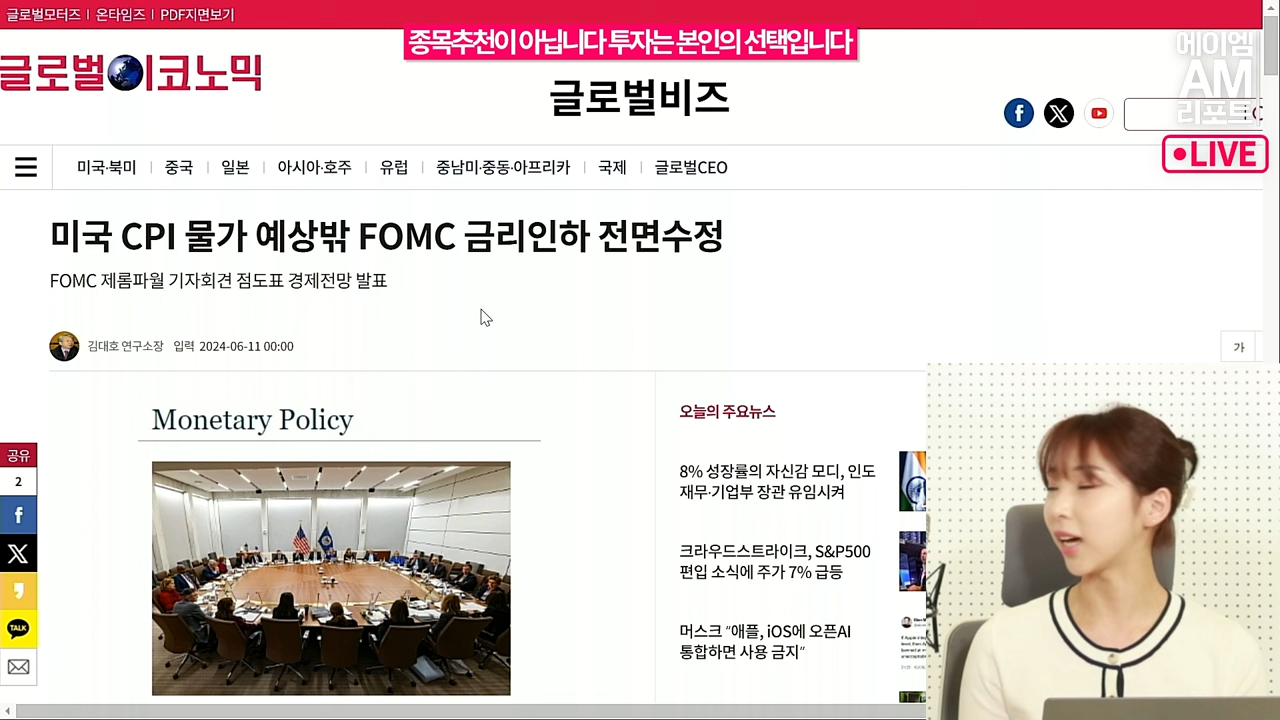 글로벌모터즈 | 온타임즈 | PDF지면보기
종목추천이 아닙니다 투자는 본인의 선택입니다
글로벌이코노믹
글로벌비즈
에이엠
AM
리포트
LIVE
미국·북미 | 중국 | 일본 | 아시아·호주 | 유럽 | 중남미·중동·아프리카 | 국제 | 글로벌CEO
미국 CPI 물가 예상밖 FOMC 금리인하 전면수정
FOMC 제롬파월 기자회견 점도표 경제전망 발표
김대호 연구소장 입력 2024-06-11 00:00
가
Monetary Policy
오늘의 주요뉴스
공유
2
8% 성장률의 자신감 모디, 인도
재무·기업부 장관 유임시켜
크라우드스트라이크, S&P500
편입 소식에 주가 7% 급등
TALK
머스크 "애플, iOS에 오픈AI
통합하면 사용 금지"